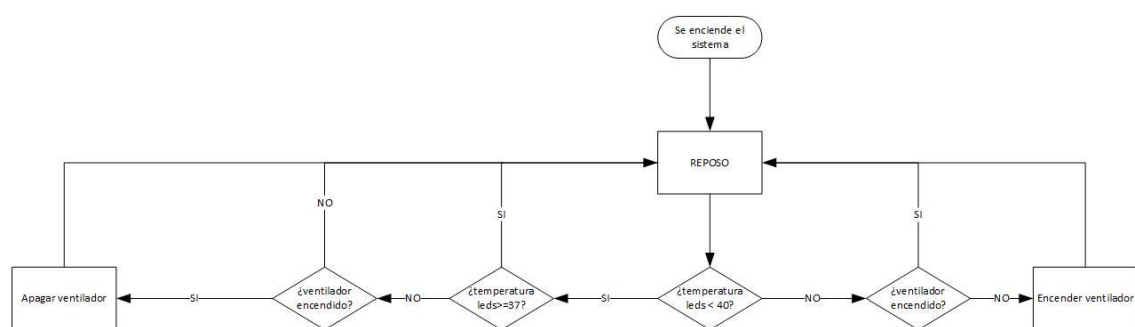 Se enciende el
sistema
REPOSO
NO
SI
SI
Apagar ventilador
SI
¿ventilador
encendido?
NO
¿temperatura
leds>=37?
SI
¿temperatura
leds < 40?
NO
¿ventilador
encendido?
NO
Encender ventilador